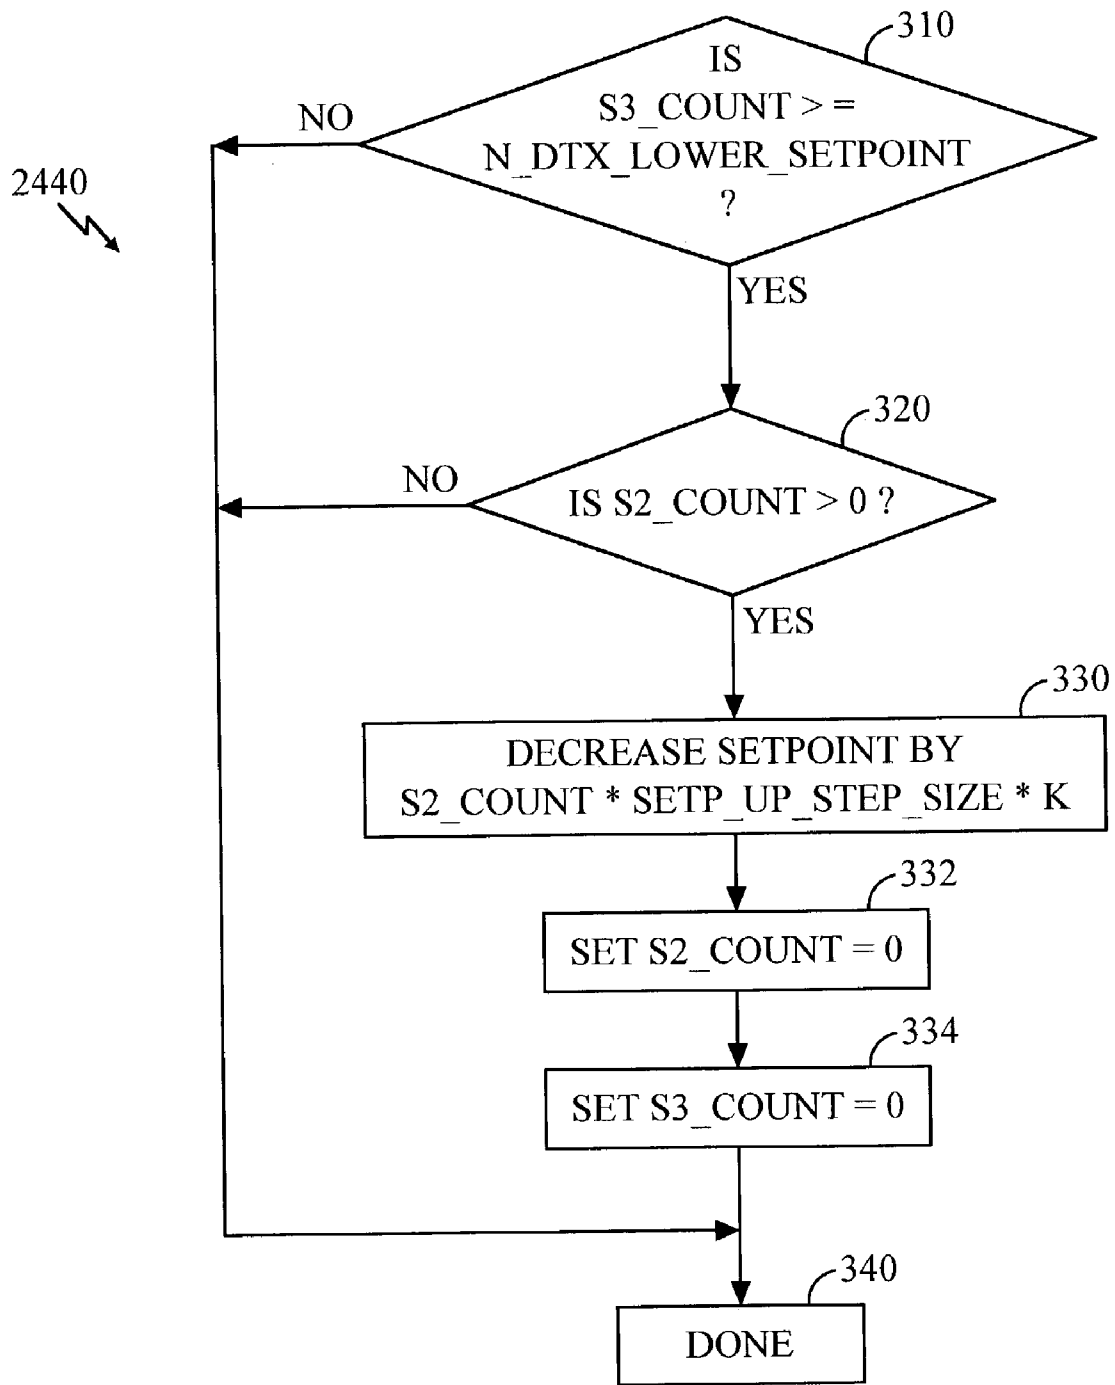 310
IS
S3_COUNT > =
N_DTX_LOWER_SETPOINT
?
NO
2440
YES
320
NO
IS S2_COUNT > 0 ?
YES
330
DECREASE SETPOINT BY
S2_COUNT * SETP_UP_STEP_SIZE * K
332
SET S2_COUNT = 0
334
SET S3_COUNT = 0
340
DONE